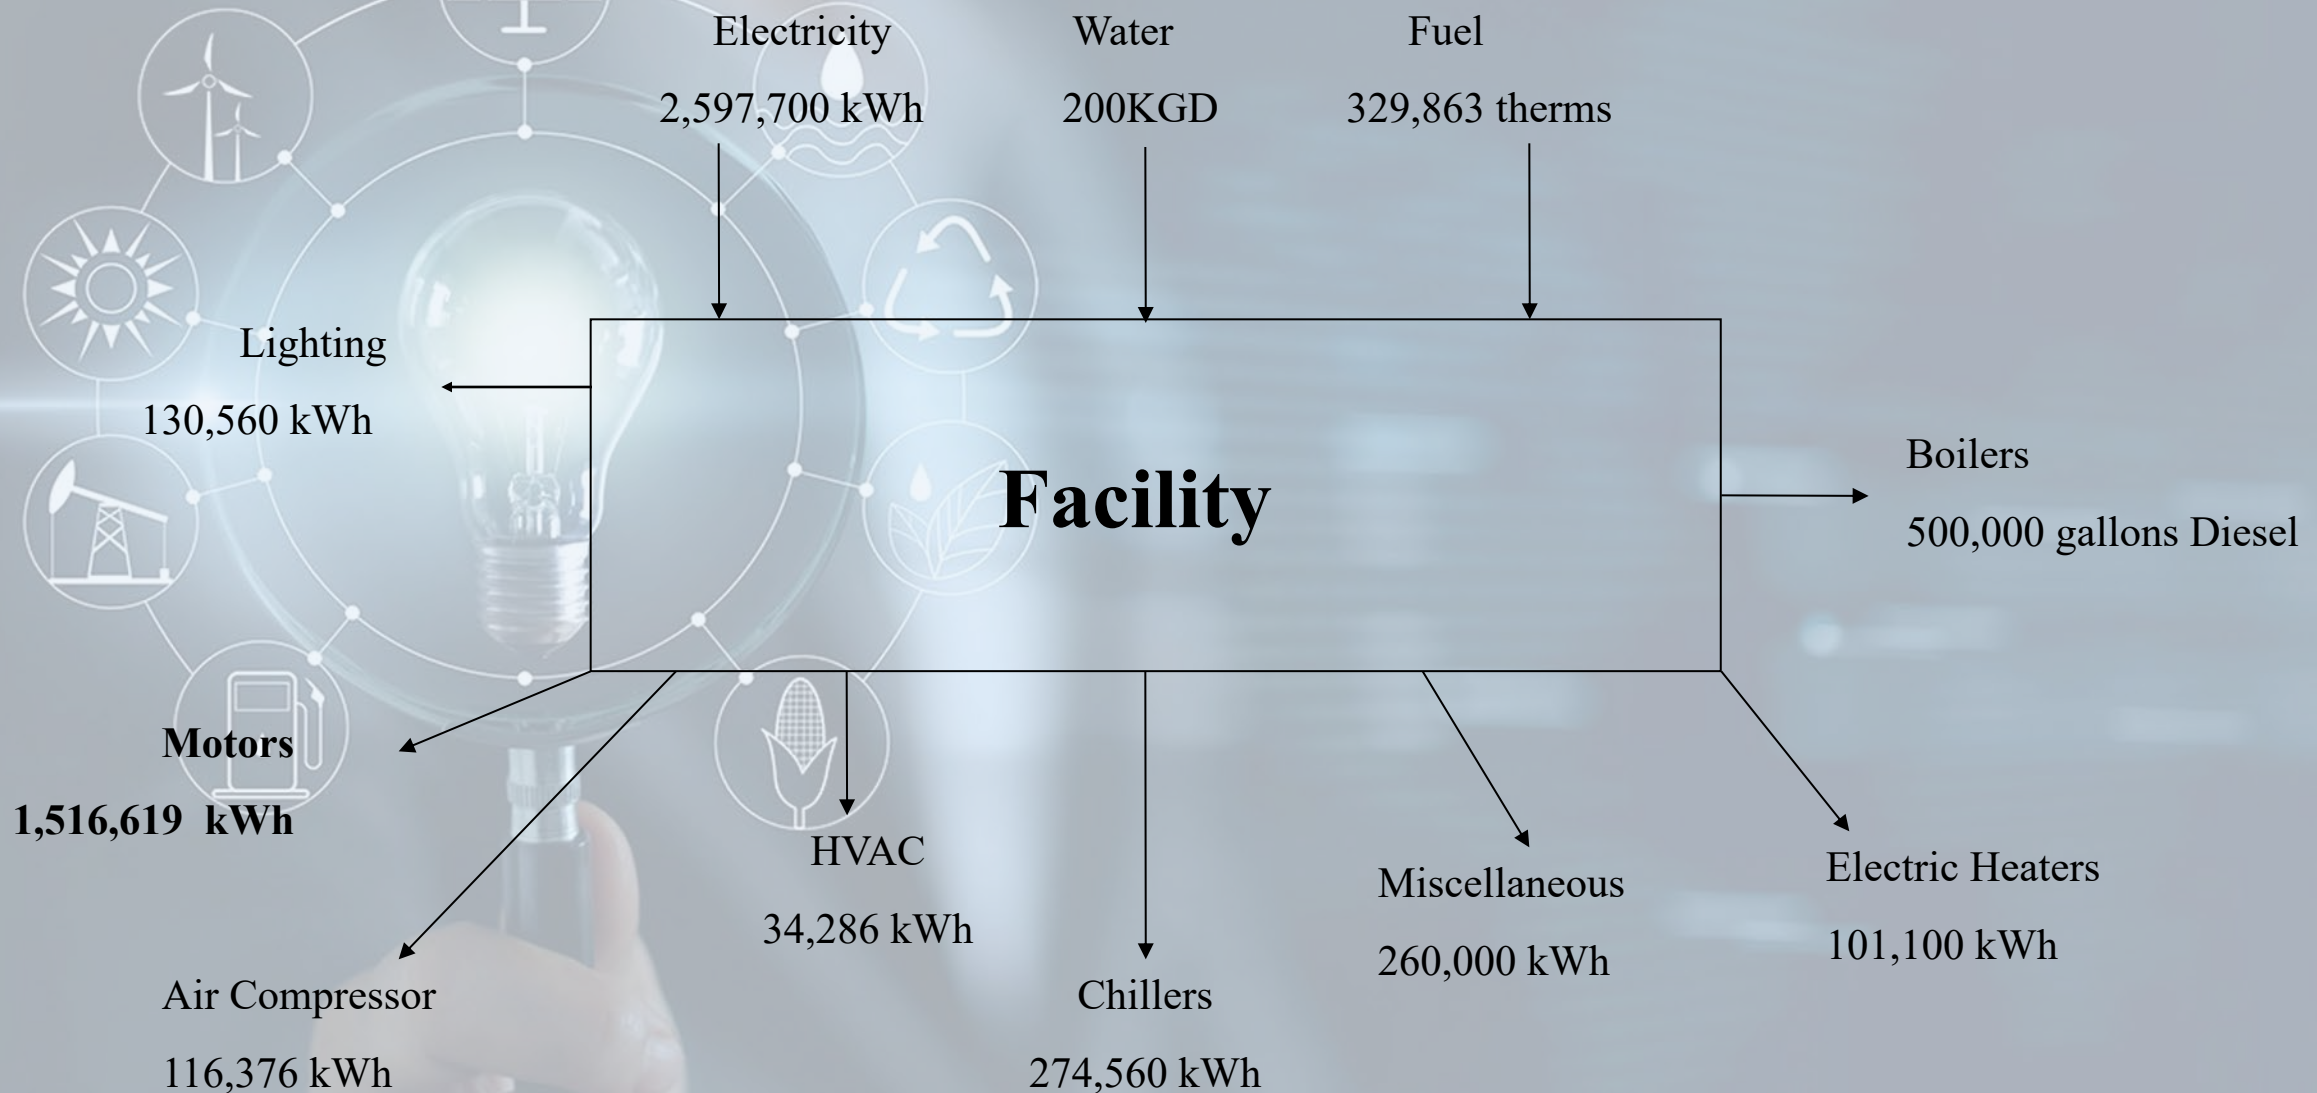 Electricity
2,597,700 kWh
Water
200KGD
Fuel
329,863 therms
Lighting
130,560 kWh
Facility
Boilers
500,000 gallons Diesel
Motors
1,516,619  kWh
HVAC
34,286 kWh
Miscellaneous
260,000 kWh
Electric Heaters
101,100 kWh
Air Compressor
116,376 kWh
Chillers
274,560 kWh